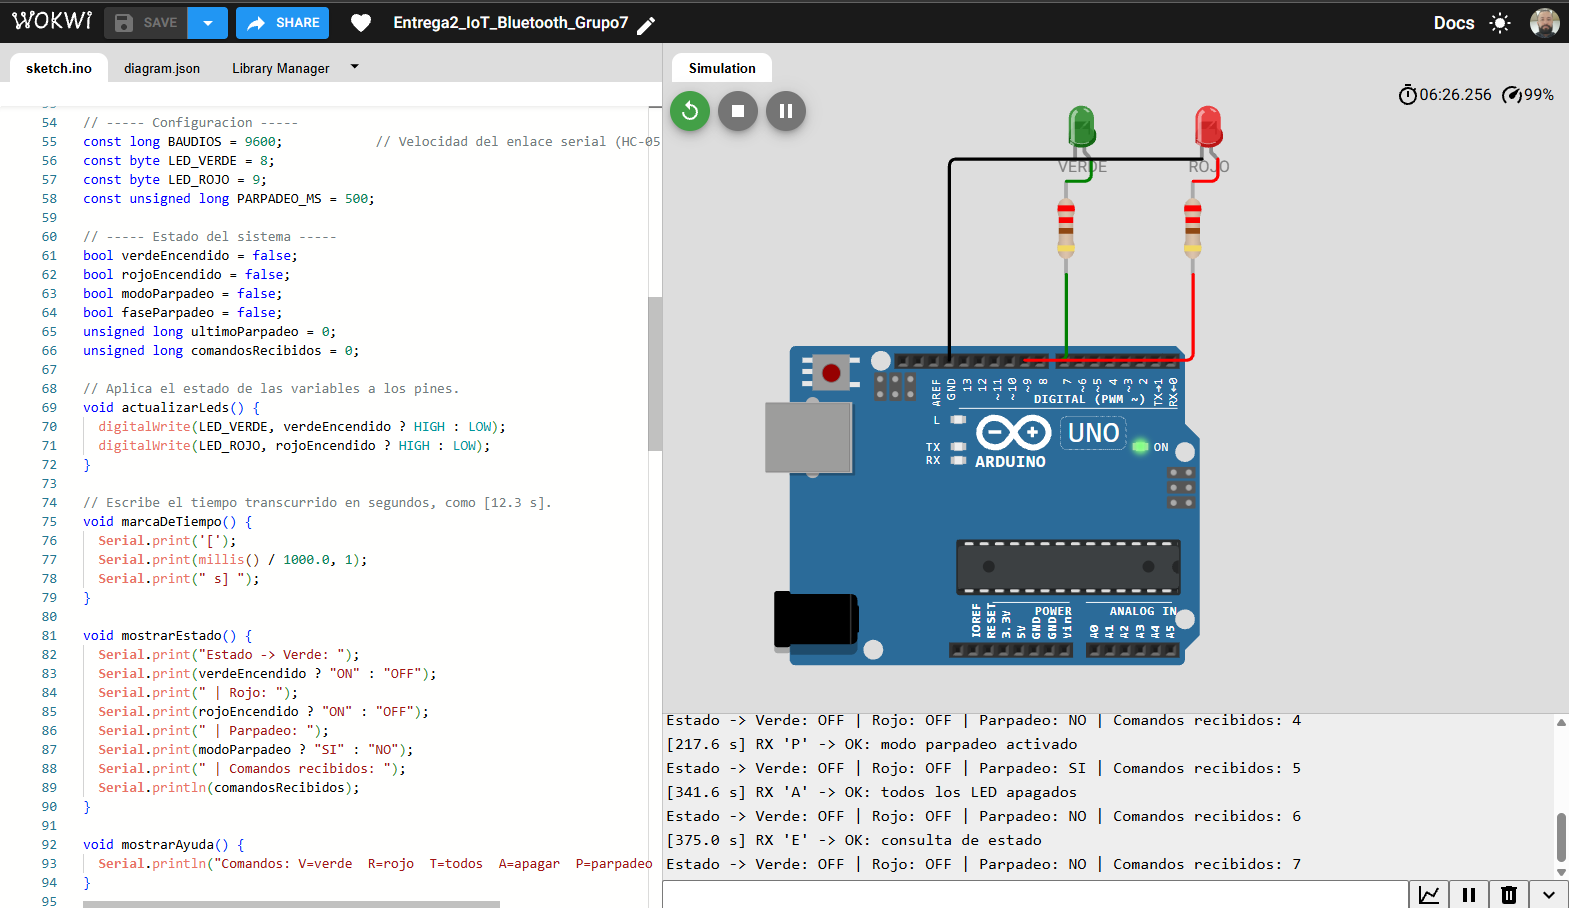 WOKWI SAVE SHARE Entrega2_IoT_Bluetooth_Grupo7 Docs
sketch.ino diagram.json Library Manager
Simulation
06:26.256 99%
54 // ----- Configuracion -----
55 const long BAUDIOS = 9600; // Velocidad del enlace serial (HC-05
56 const byte LED_VERDE = 8;
57 const byte LED_ROJO = 9;
58 const unsigned long PARPADEO_MS = 500;
59
60 // ----- Estado del sistema -----
61 bool verdeEncendido = false;
62 bool rojoEncendido = false;
63 bool modoParpadeo = false;
64 bool faseParpadeo = false;
65 unsigned long ultimoParpadeo = 0;
66 unsigned long comandosRecibidos = 0;
67
68 // Aplica el estado de las variables a los pines.
69 void actualizarLeds() {
70 digitalWrite(LED_VERDE, verdeEncendido ? HIGH : LOW);
71 digitalWrite(LED_ROJO, rojoEncendido ? HIGH : LOW);
72 }
73
74 // Escribe el tiempo transcurrido en segundos, como [12.3 s].
75 void marcaDeTiempo() {
76 Serial.print('[');
77 Serial.print(millis() / 1000.0, 1);
78 Serial.print(" s] ");
79 }
80
81 void mostrarEstado() {
82 Serial.print("Estado -> Verde: ");
83 Serial.print(verdeEncendido ? "ON" : "OFF");
84 Serial.print(" | Rojo: ");
85 Serial.print(rojoEncendido ? "ON" : "OFF");
86 Serial.print(" | Parpadeo: ");
87 Serial.print(modoParpadeo ? "SI" : "NO");
88 Serial.print(" | Comandos recibidos: ");
89 Serial.println(comandosRecibidos);
90 }
91
92 void mostrarAyuda() {
93 Serial.println("Comandos: V=verde R=rojo T=todos A=apagar P=parpadeo
94 }
95
VERDE ROJO
AREF GND 13 12 ~11 ~10 ~9 8 7 ~6 ~5 4 ~3 2 TX→1 RX←0
DIGITAL (PWM ~)
L
TX
RX
UNO
ON
ARDUINO
IOREF RESET 3.3V 5V GND GND Vin
POWER
ANALOG IN
A0 A1 A2 A3 A4 A5
Estado -> Verde: OFF | Rojo: OFF | Parpadeo: NO | Comandos recibidos: 4
[217.6 s] RX 'P' -> OK: modo parpadeo activado
Estado -> Verde: OFF | Rojo: OFF | Parpadeo: SI | Comandos recibidos: 5
[341.6 s] RX 'A' -> OK: todos los LED apagados
Estado -> Verde: OFF | Rojo: OFF | Parpadeo: NO | Comandos recibidos: 6
[375.0 s] RX 'E' -> OK: consulta de estado
Estado -> Verde: OFF | Rojo: OFF | Parpadeo: NO | Comandos recibidos: 7